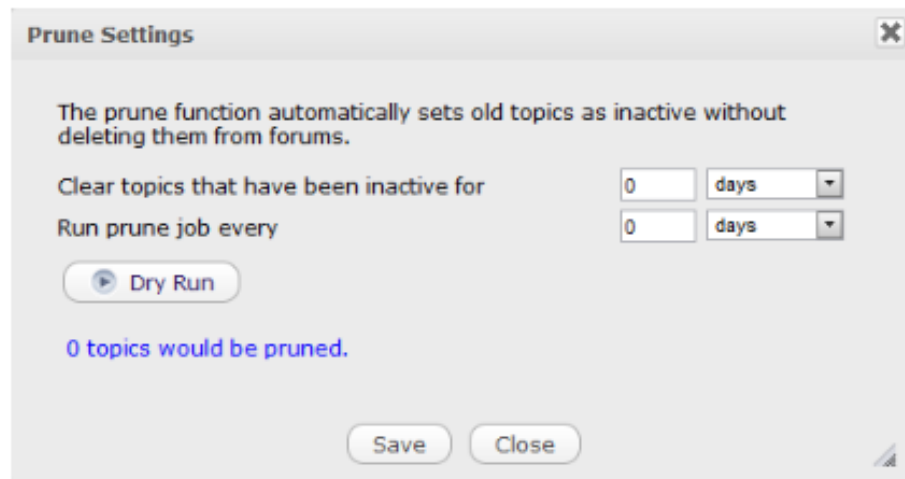 Prune Settings
The prune function automatically sets old topics as inactive without
deleting them from forums.
Clear topics that have been inactive for 0 days
Run prune job every 0 days
Dry Run
0 topics would be pruned.
Save Close